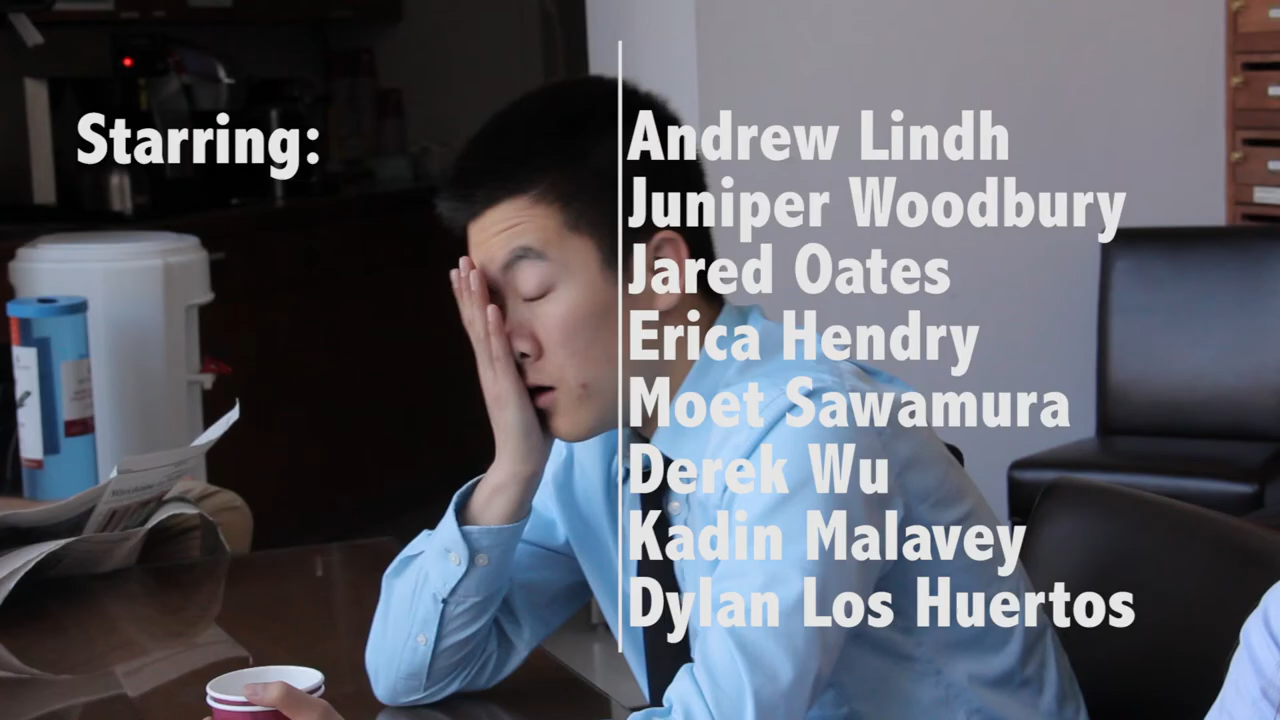 Starring:
Andrew Lindh
Juniper Woodbury
Jared Oates
Erica Hendry
Moet Sawamura
Derek Wu
Kadin Malavey
Dylan Los Huertos